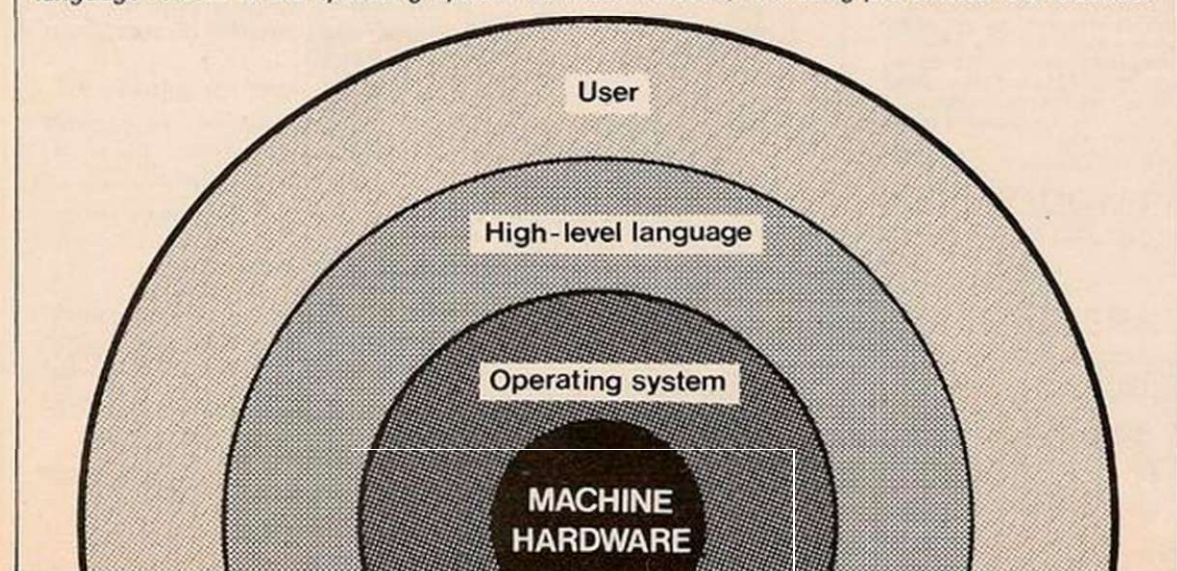 User
High-level language
Operating system
MACHINE
HARDWARE